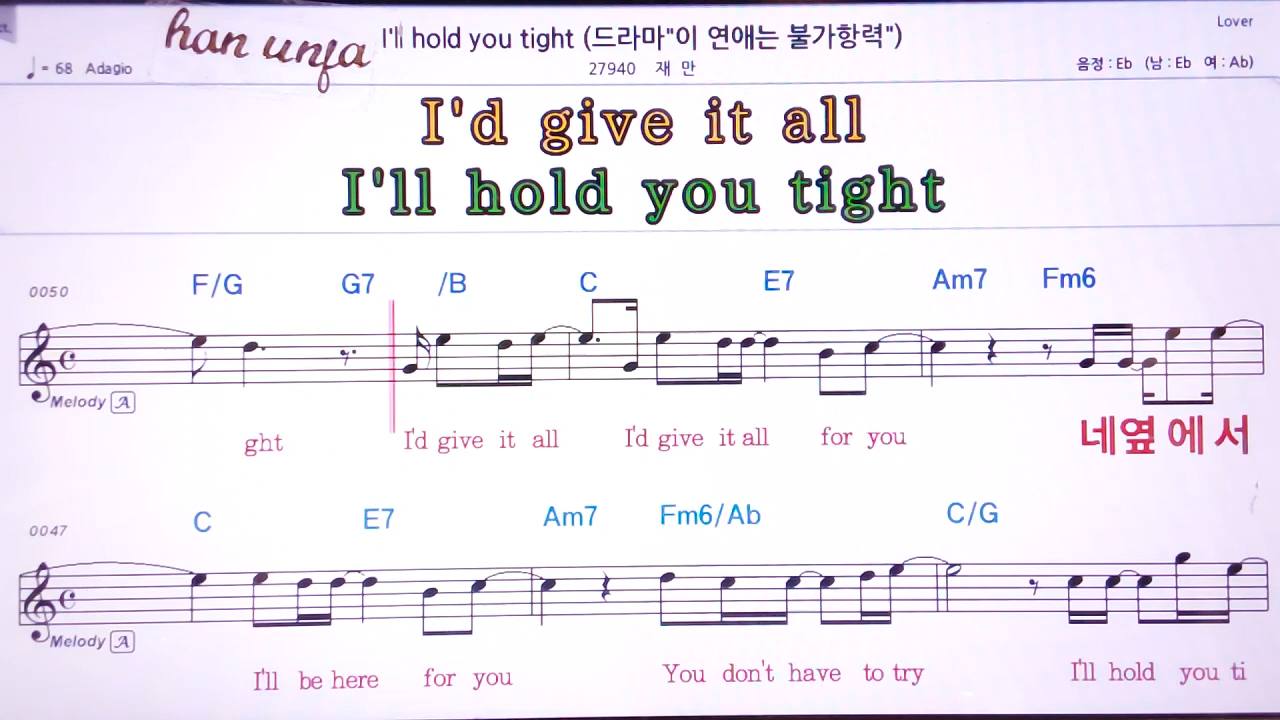 Lover
han unfa I'll hold you tight (드라마"이 연애는 불가항력")
♩= 68 Adagio
27940 재 만
음정 : Eb (남 : Eb 여 : Ab)
I'd give it all
I'll hold you tight
0050
F/G G7 /B C E7 Am7 Fm6
Melody A
ght I'd give it all I'd give it all for you 네옆 에 서
0047
C E7 Am7 Fm6/Ab C/G
Melody A
I'll be here for you You don't have to try I'll hold you ti